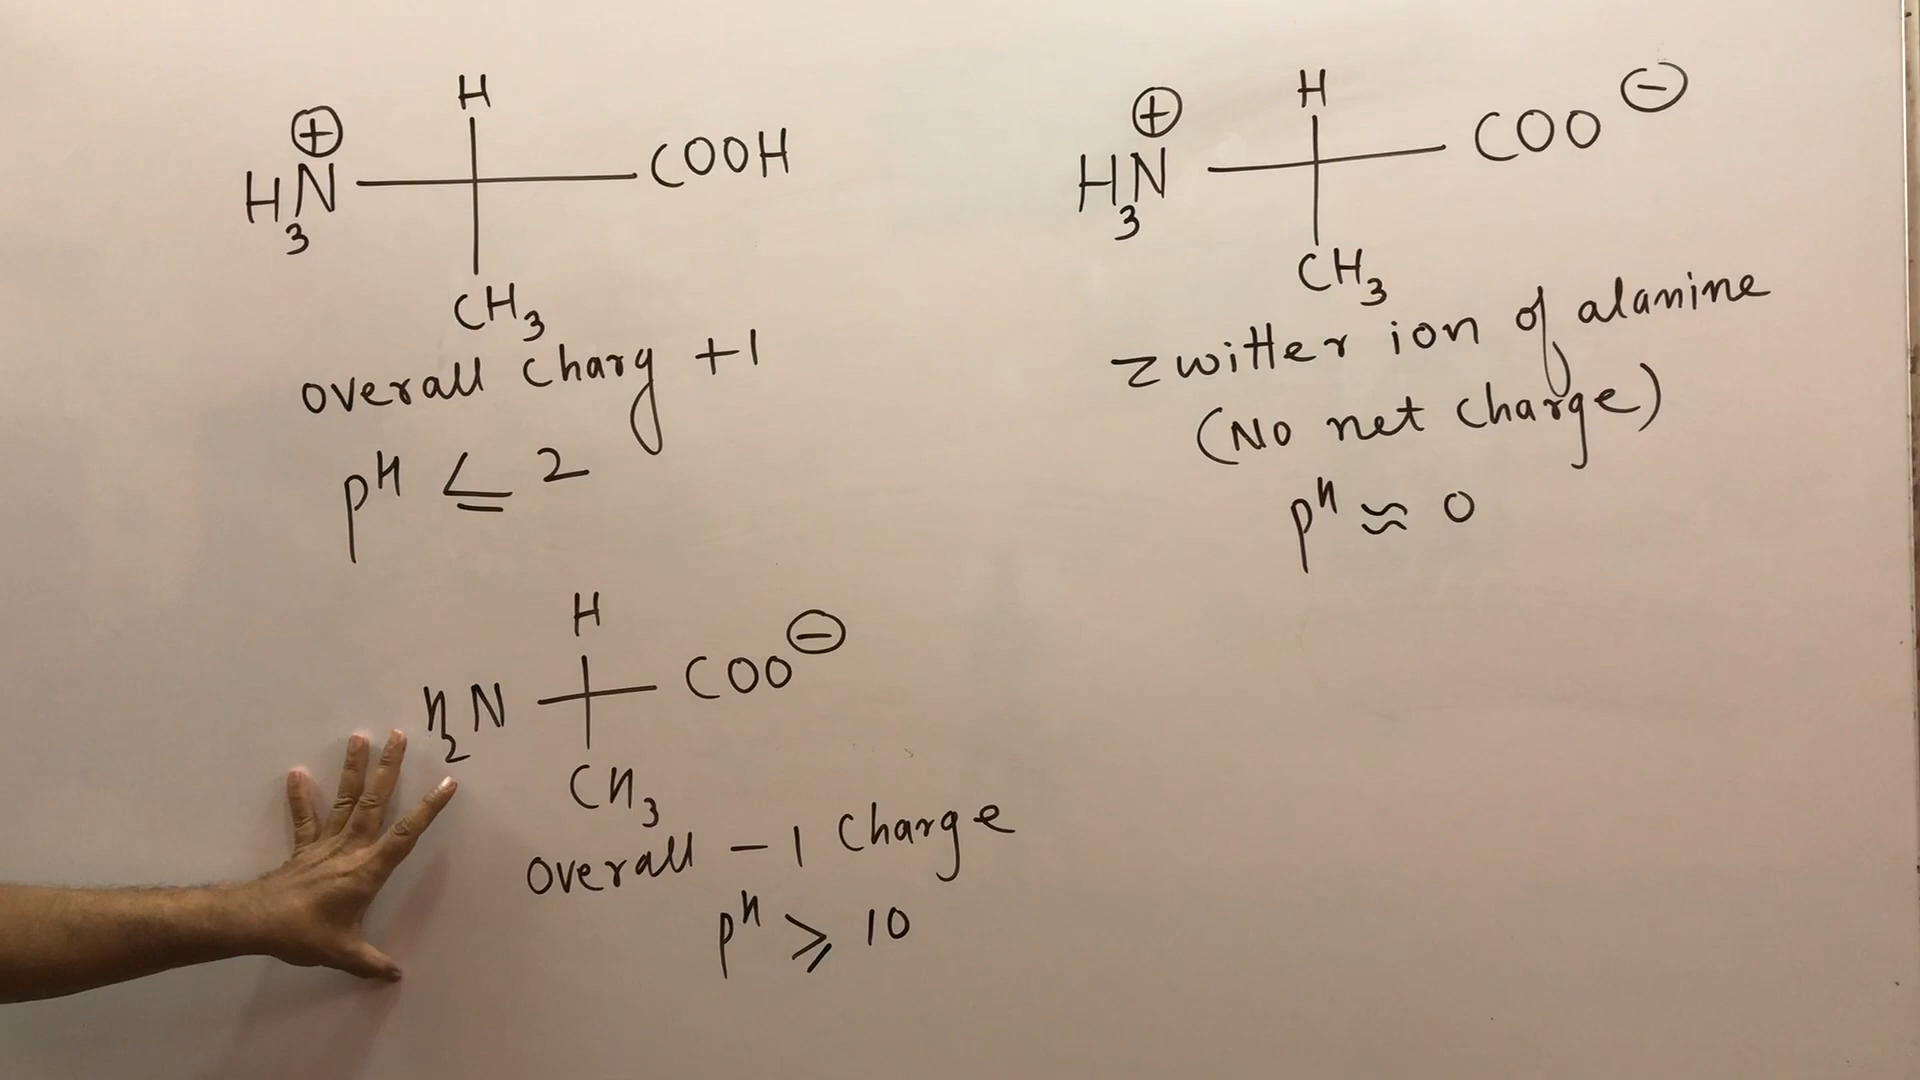 H
⊕
H₃N COOH
CH₃
overall charg +1
pH ≤ 2
H
⊕ ⊖
H₃N COO
CH₃
zwitter ion of alanine
(No net charge)
pH ≈ 0
H
⊖
H₂N COO
CH₃
overall -1 charge
pH ≥ 10